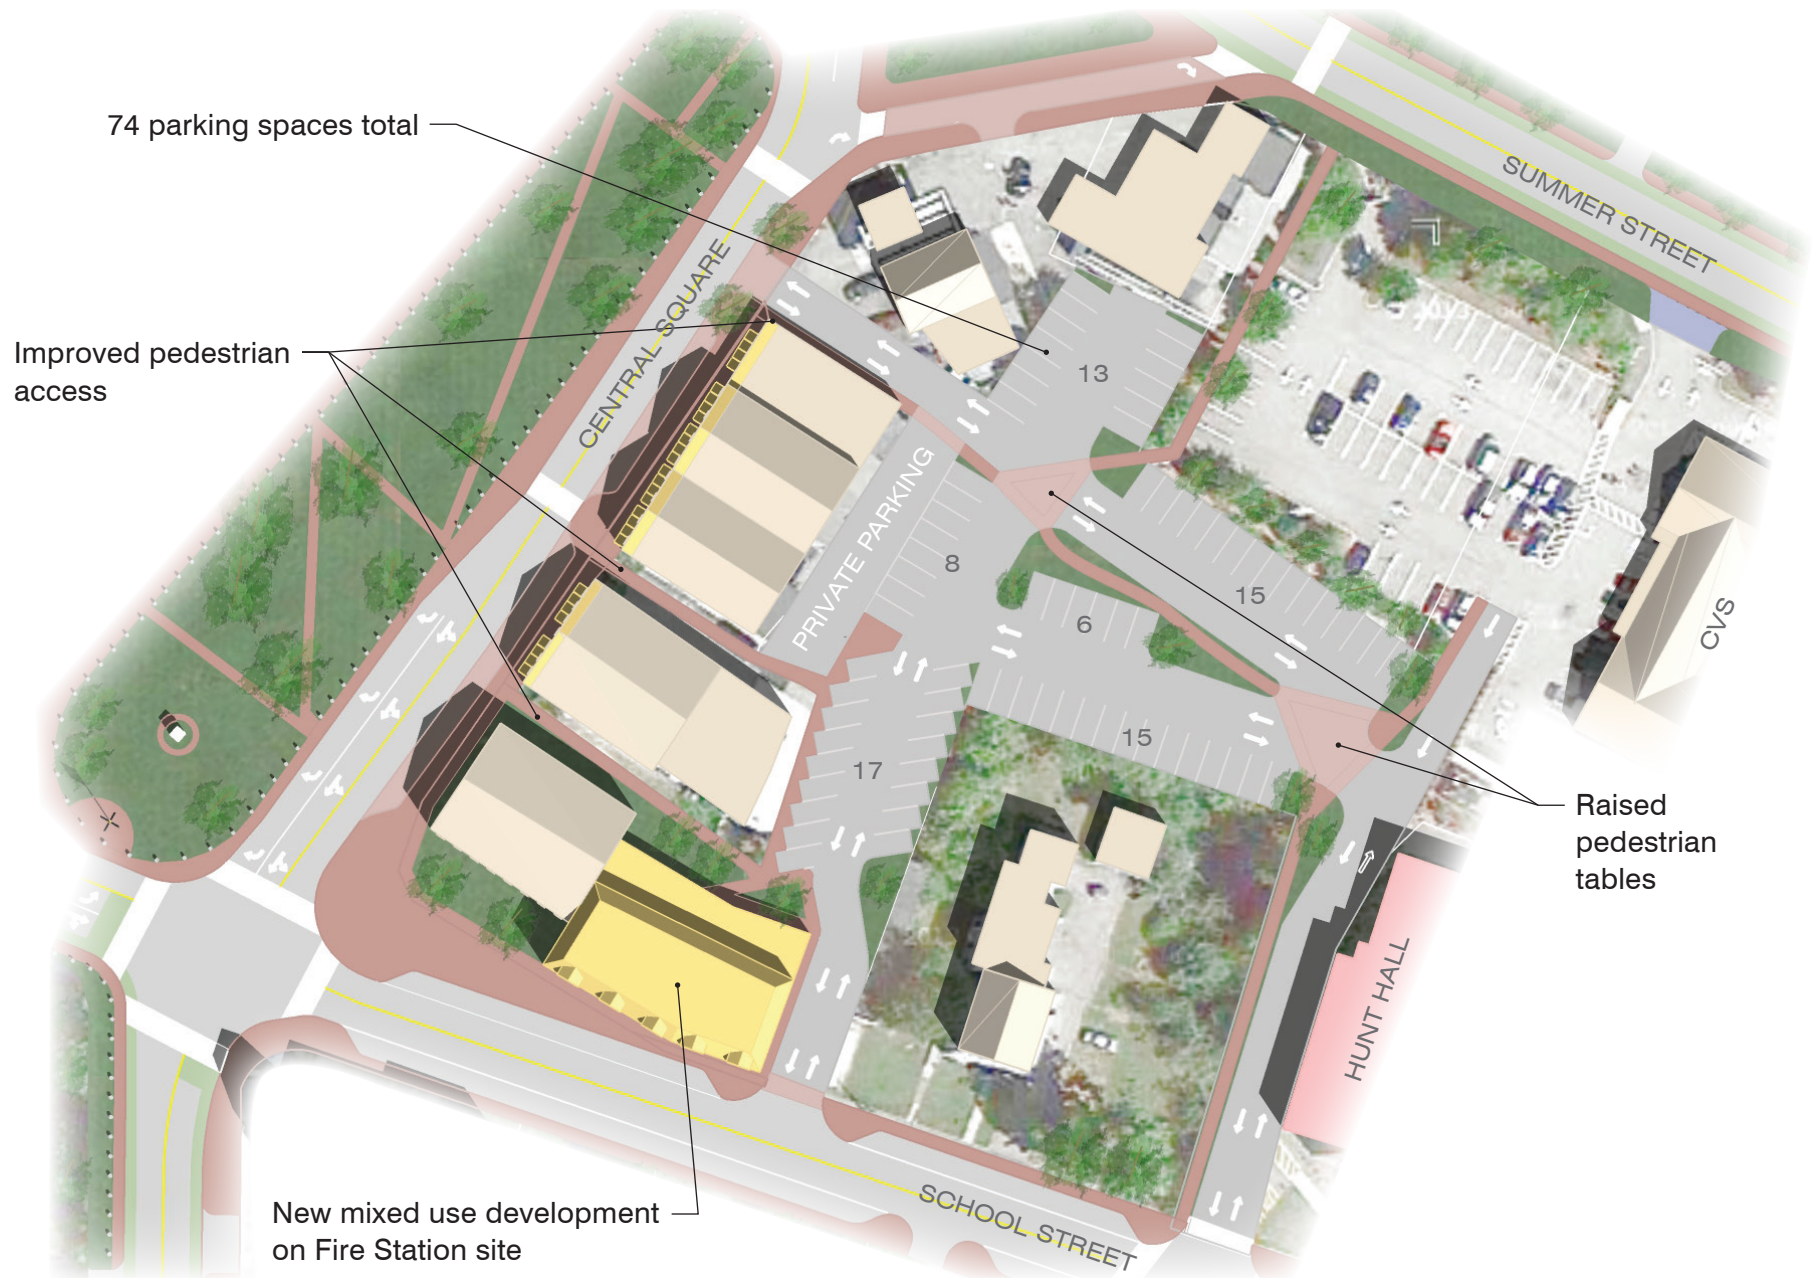 74 parking spaces total
SUMMER STREET
CENTRAL SQUARE
Improved pedestrian
access
13
PRIVATE PARKING
8
15
6
CVS
15
17
Raised
pedestrian
tables
HUNT HALL
New mixed use development
on Fire Station site
SCHOOL STREET